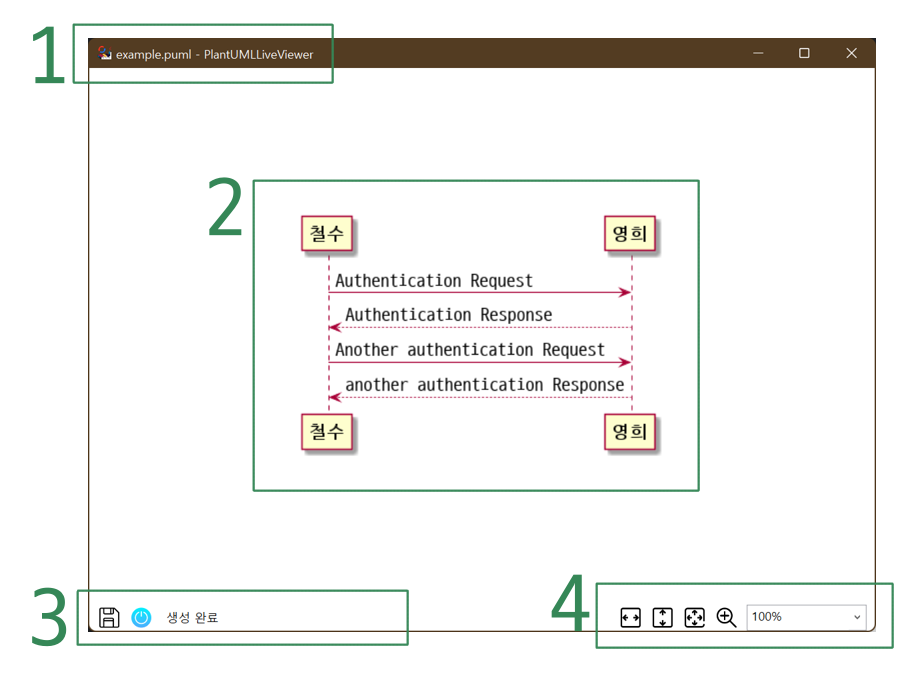 1
example.puml - PlantUMLLiveViewer
2
철수 영희
Authentication Request
Authentication Response
Another authentication Request
another authentication Response
철수 영희
3
생성 완료
4
100%